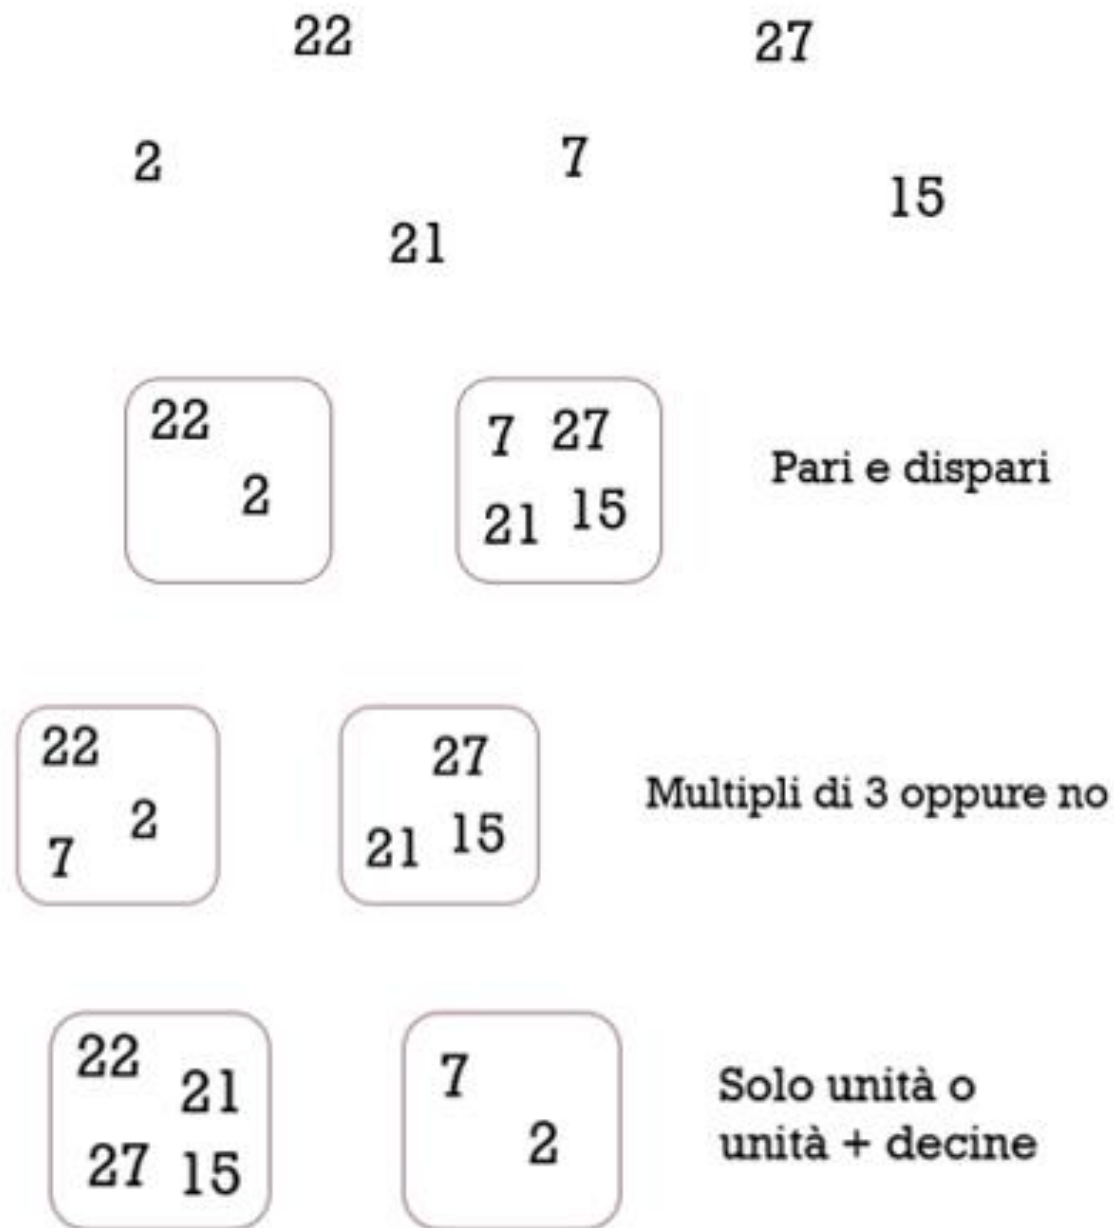 22 27
2 7 15
21
22 7 27 Pari e dispari
2 21 15
22 27 Multipli di 3 oppure no
7 2 21 15
22 21 7 Solo unità o
27 15 2 unità + decine